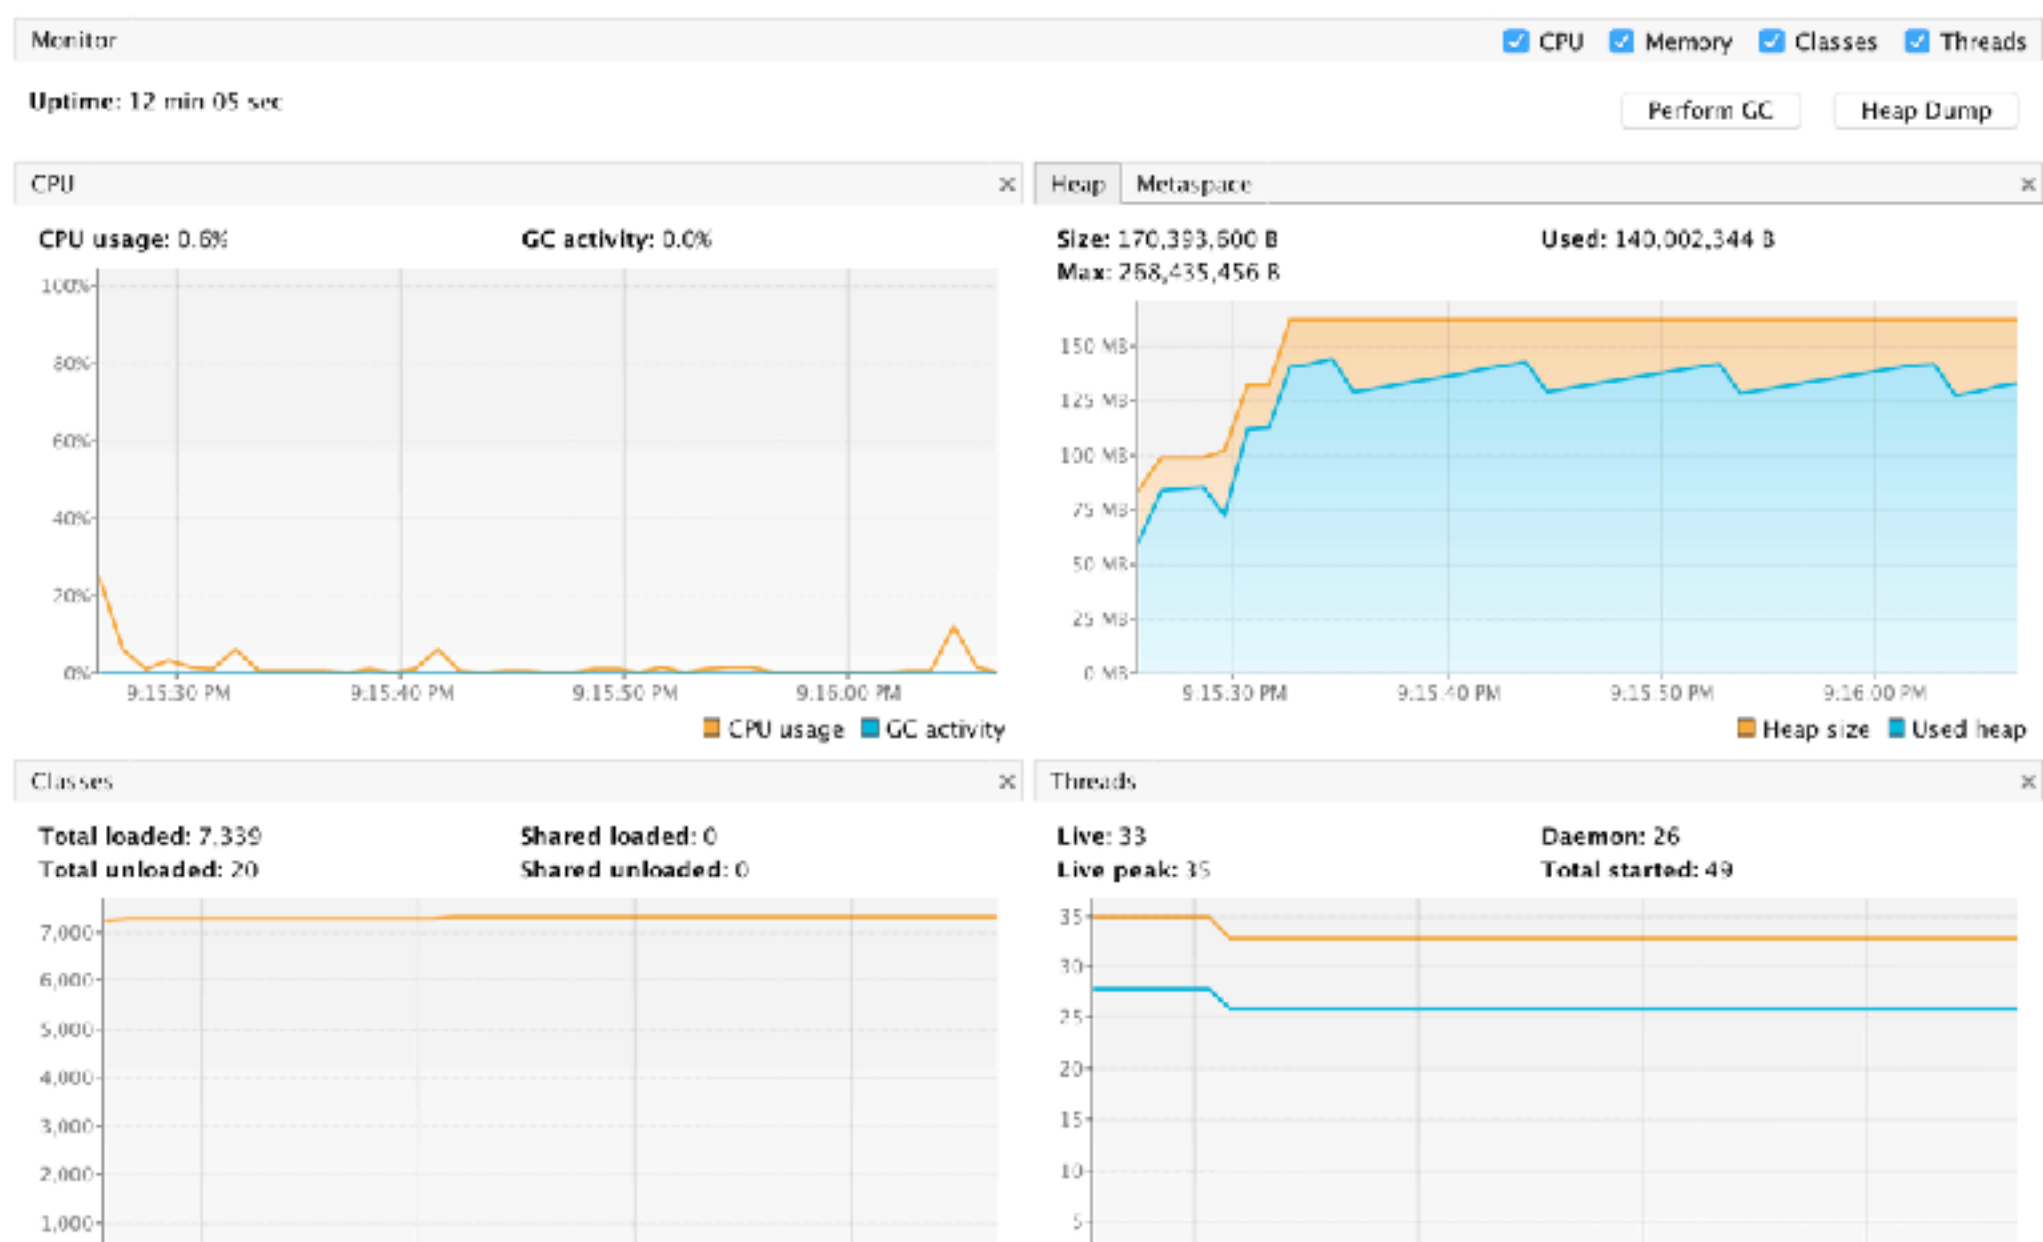 Monitor
CPU Memory Classes Threads
Uptime: 12 min 05 sec
Perform GC Heap Dump
CPU
CPU usage: 0.6% GC activity: 0.0%
100%
80%
60%
40%
20%
0%
9:15:30 PM 9:15:40 PM 9:15:50 PM 9:16:00 PM
CPU usage GC activity
Heap Metaspace
Size: 170,393,600 B Used: 140,002,344 B
Max: 268,435,456 B
150 MB
125 MB
100 MB
75 MB
50 MB
25 MB
0 MB
9:15:30 PM 9:15:40 PM 9:15:50 PM 9:16:00 PM
Heap size Used heap
Classes
Total loaded: 7,339 Shared loaded: 0
Total unloaded: 20 Shared unloaded: 0
7,000
6,000
5,000
4,000
3,000
2,000
1,000
Threads
Live: 33 Daemon: 26
Live peak: 35 Total started: 49
35
30
25
20
15
10
5